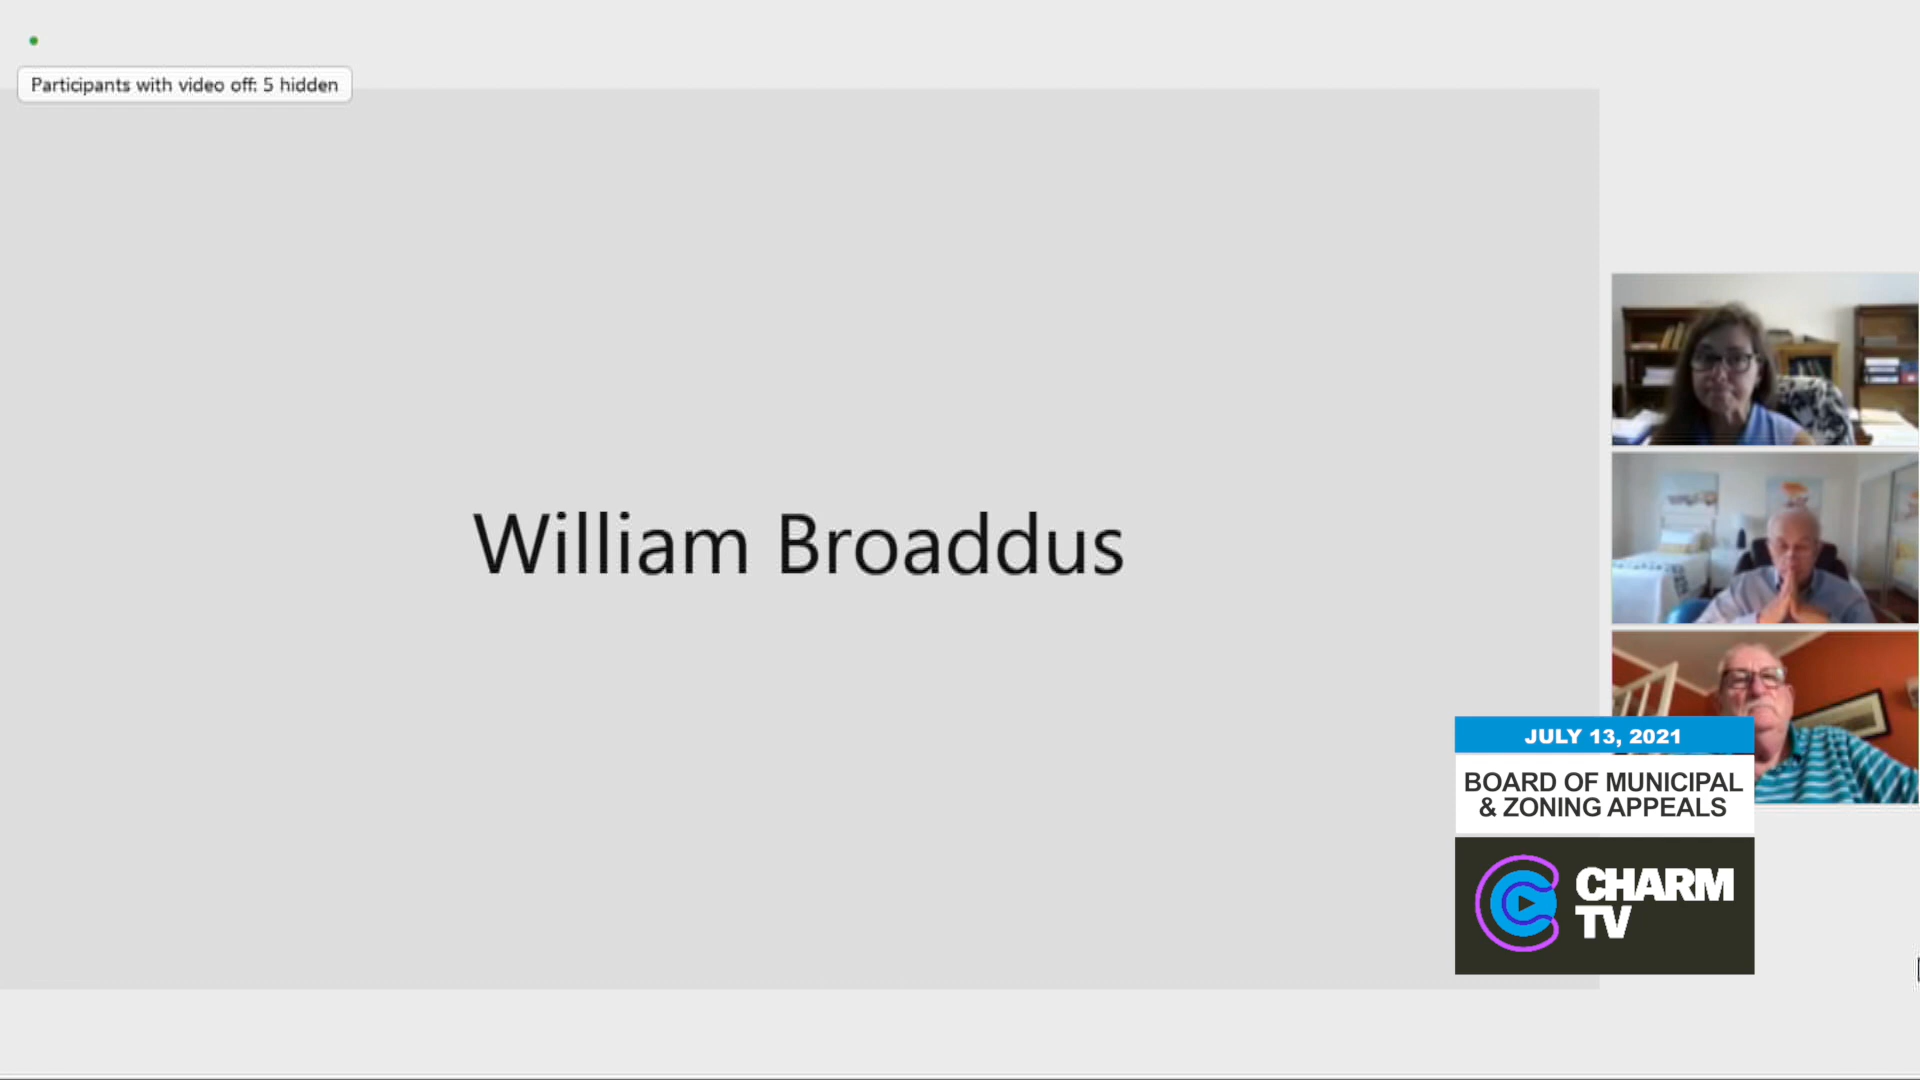 Participants with video off: 5 hidden
William Broaddus
JULY 13, 2021
BOARD OF MUNICIPAL
& ZONING APPEALS
CHARM
TV